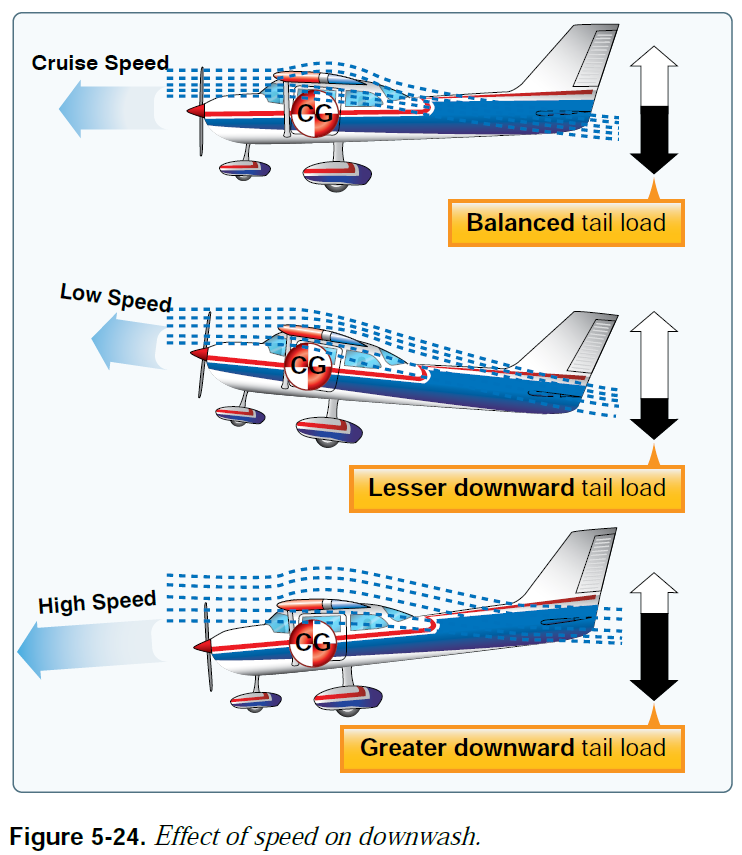 Cruise Speed
CG
Balanced tail load
Low Speed
CG
Lesser downward tail load
High Speed
CG
Greater downward tail load
Figure 5-24. Effect of speed on downwash.